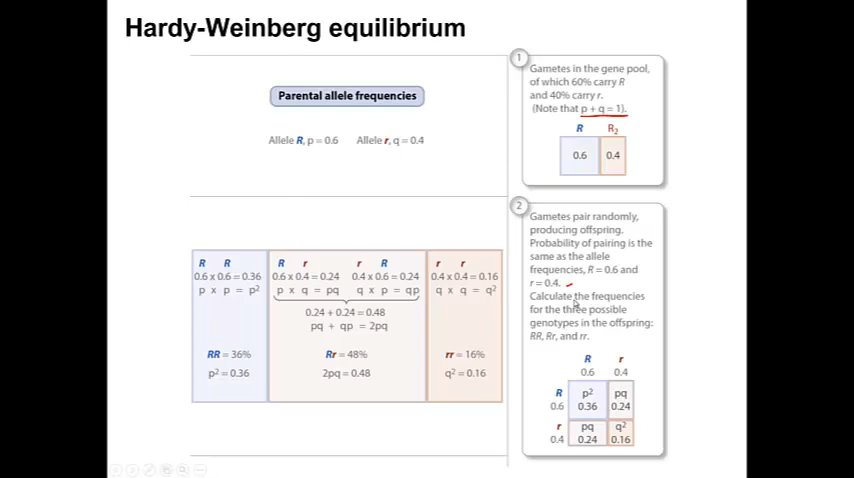 Hardy-Weinberg equilibrium
Parental allele frequencies
Allele R, p = 0.6 Allele r, q = 0.4
R R
0.6 x 0.6 = 0.36
p x p = p²
R r r R
0.6 x 0.4 = 0.24 0.4 x 0.6 = 0.24
p x q = pq q x p = qp
0.24 + 0.24 = 0.48
pq + qp = 2pq
r r
0.4 x 0.4 = 0.16
q x q = q²
RR = 36%
p² = 0.36
Rr = 48%
2pq = 0.48
rr = 16%
q² = 0.16
1
Gametes in the gene pool,
of which 60% carry R
and 40% carry r.
(Note that p + q = 1).
R R₂
0.6 0.4
2
Gametes pair randomly,
producing offspring.
Probability of pairing is the
same as the allele
frequencies, R = 0.6 and
r = 0.4.
Calculate the frequencies
for the three possible
genotypes in the offspring:
RR, Rr, and rr.
R r
0.6 0.4
R p² pq
0.6 0.36 0.24
r pq q²
0.4 0.24 0.16